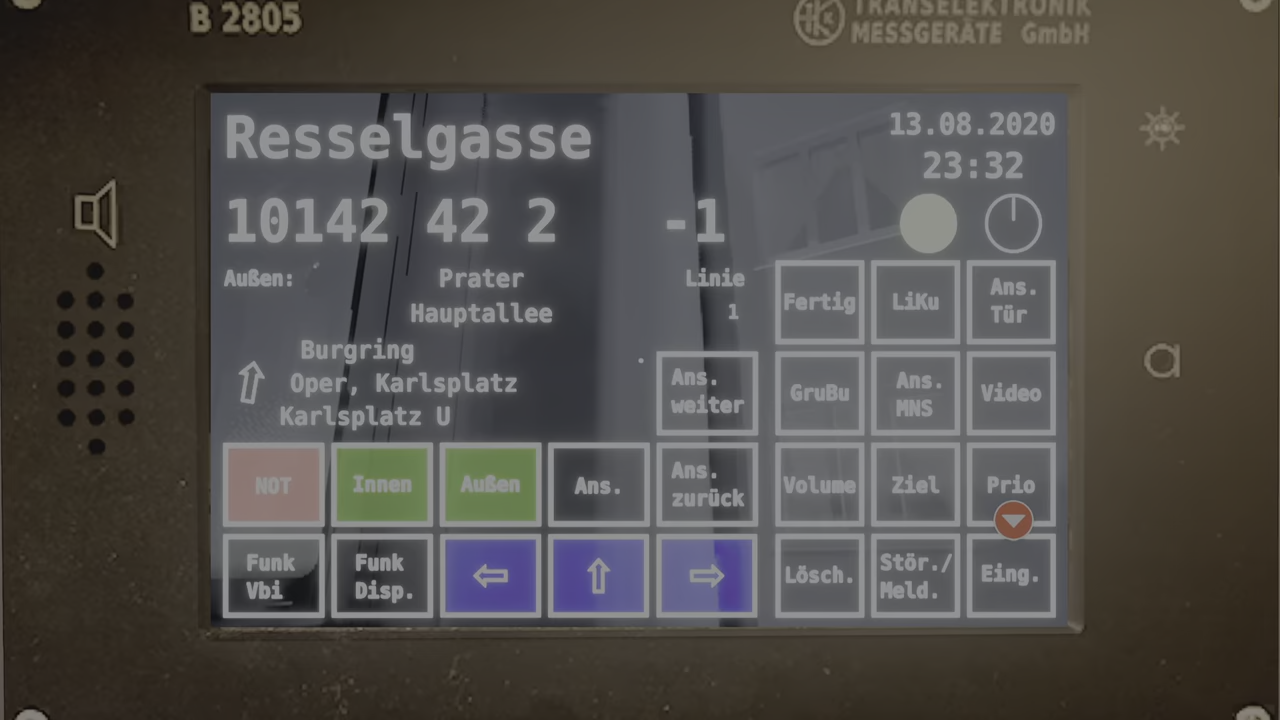 B 2805
TRANSELEKTRONIK
MESSGERÄTE GmbH
Resselgasse
13.08.2020
23:32
10142 42 2 -1
Außen:
Prater
Hauptallee
Linie
1
Burgring
Oper, Karlsplatz
Karlsplatz U
Fertig
LiKu
Ans.
Tür
Ans.
weiter
GruBu
Ans.
MNS
Video
NOT
Innen
Außen
Ans.
Ans.
zurück
Volume
Ziel
Prio
Funk
Vbi
Funk
Disp.
Lösch.
Stör./
Meld.
Eing.